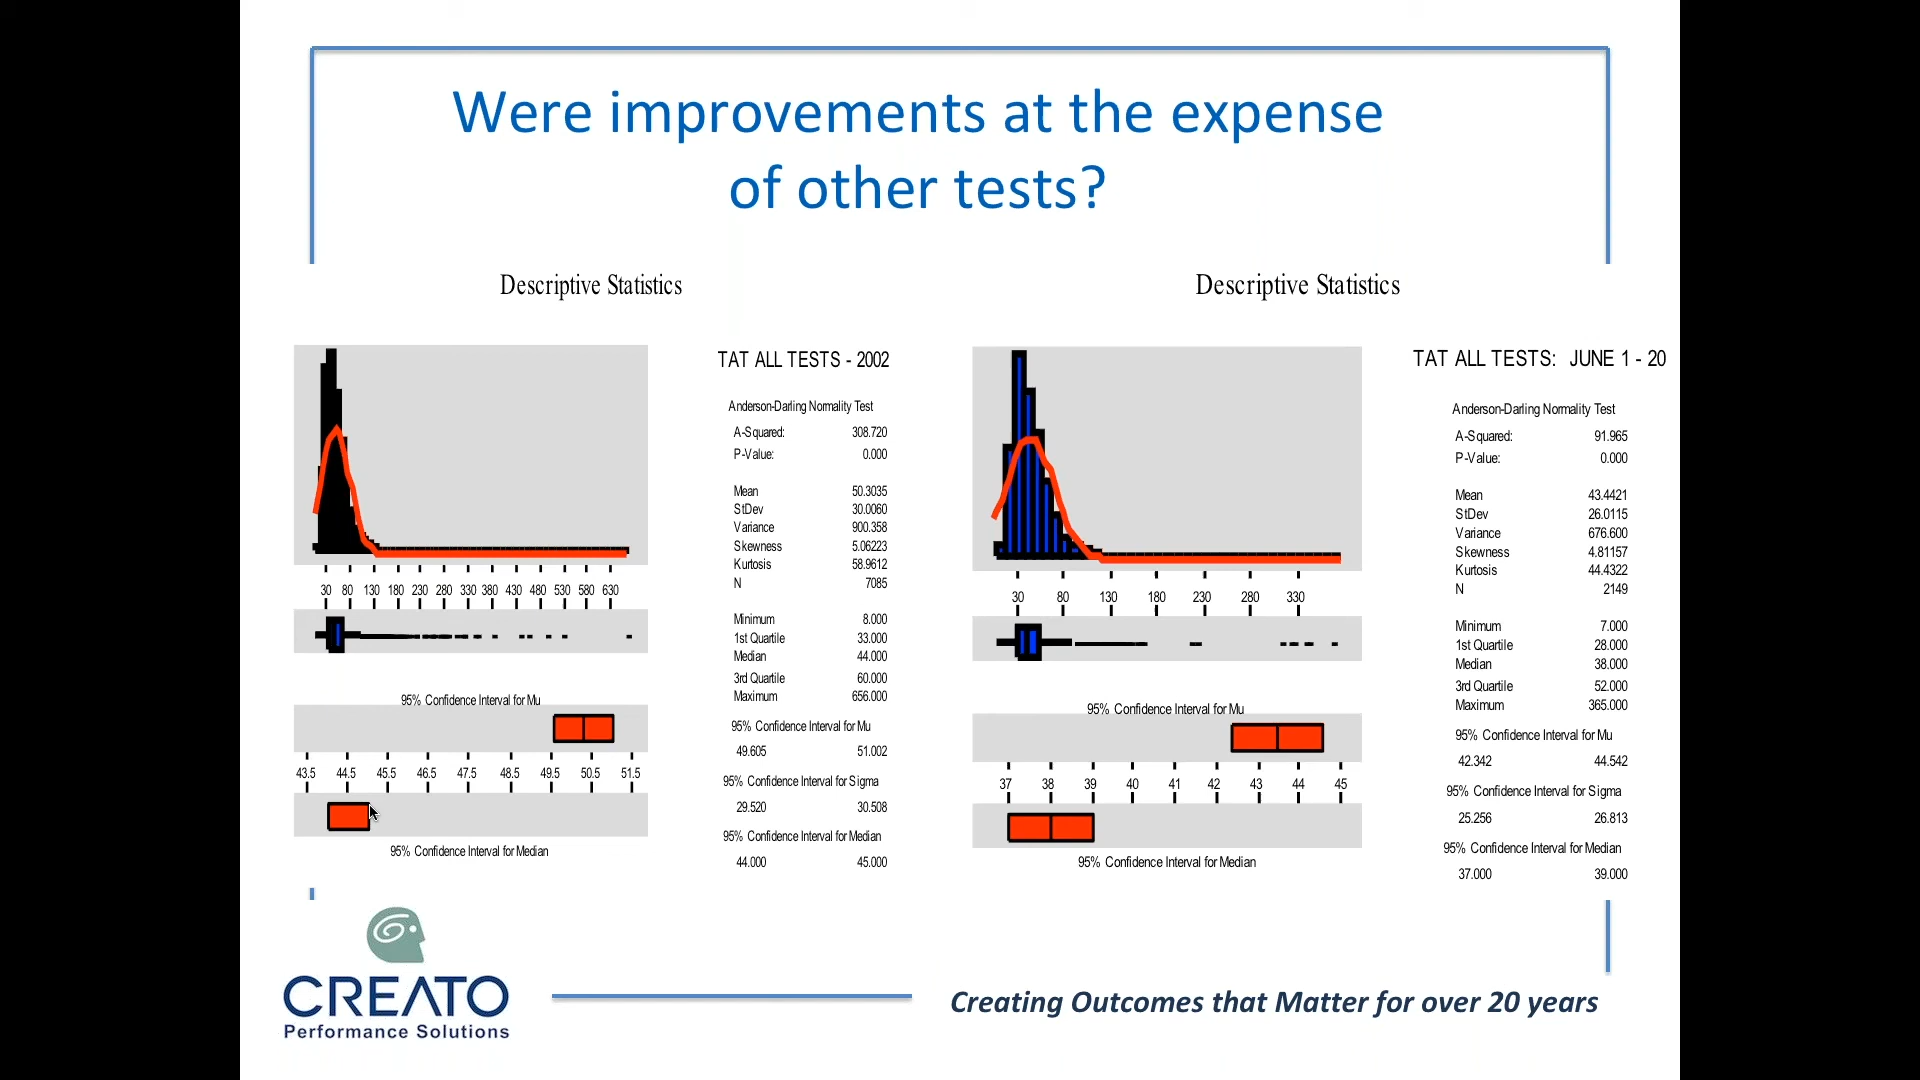 Were improvements at the expense
of other tests?
Descriptive Statistics
TAT ALL TESTS - 2002
Anderson-Darling Normality Test
A-Squared: 308.720
P-Value: 0.000
Mean 50.3035
StDev 30.0060
Variance 900.358
Skewness 5.06223
Kurtosis 58.9612
N 7085
Minimum 8.000
1st Quartile 33.000
Median 44.000
3rd Quartile 60.000
Maximum 656.000
95% Confidence Interval for Mu
49.605 51.002
95% Confidence Interval for Sigma
29.520 30.508
95% Confidence Interval for Median
44.000 45.000
30 80 130 180 230 280 330 380 430 480 530 580 630
95% Confidence Interval for Mu
43.5 44.5 45.5 46.5 47.5 48.5 49.5 50.5 51.5
95% Confidence Interval for Median
Descriptive Statistics
TAT ALL TESTS: JUNE 1 - 20
Anderson-Darling Normality Test
A-Squared: 91.965
P-Value: 0.000
Mean 43.4421
StDev 26.0115
Variance 676.600
Skewness 4.81157
Kurtosis 44.4322
N 2149
Minimum 7.000
1st Quartile 28.000
Median 38.000
3rd Quartile 52.000
Maximum 365.000
95% Confidence Interval for Mu
42.342 44.542
95% Confidence Interval for Sigma
25.256 26.813
95% Confidence Interval for Median
37.000 39.000
30 80 130 180 230 280 330
95% Confidence Interval for Mu
37 38 39 40 41 42 43 44 45
95% Confidence Interval for Median
CREATO
Performance Solutions
Creating Outcomes that Matter for over 20 years